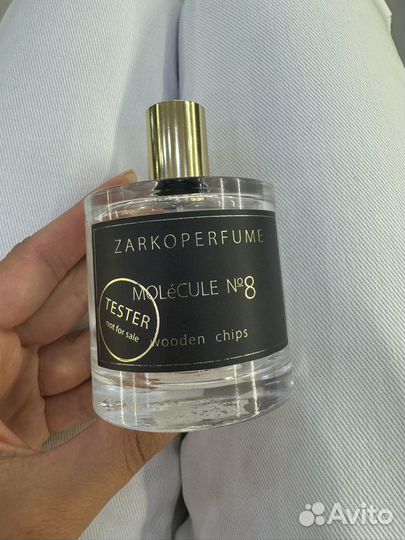 ZARKOPERFUME
MOLéCULE Nº8
TESTER
not for sale
wooden chips
Avito